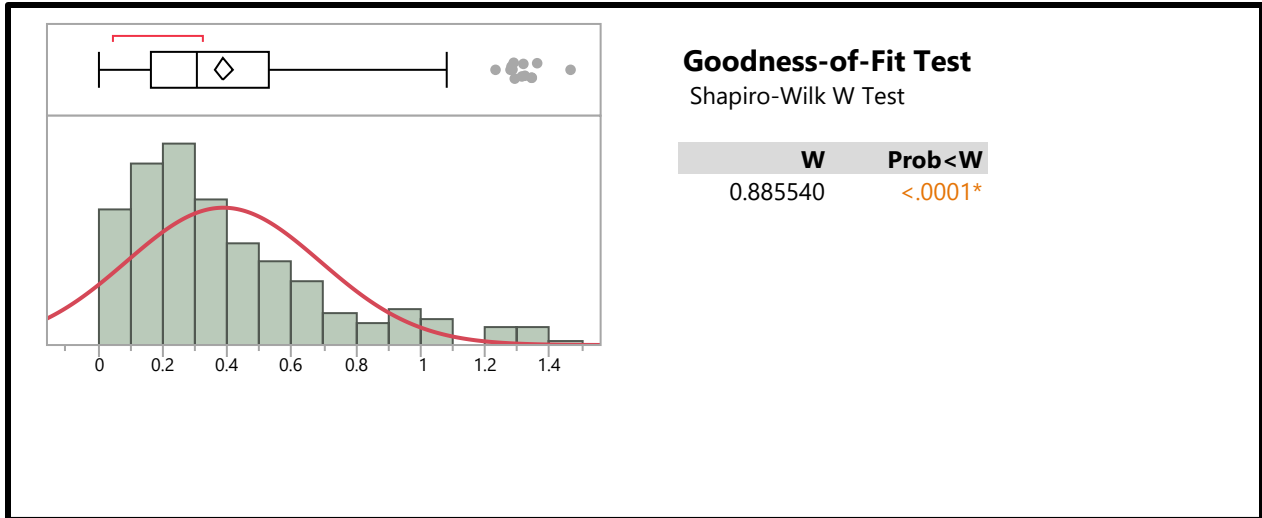 Goodness-of-Fit Test
Shapiro-Wilk W Test
W Prob<W
0.885540 <.0001*
0 0.2 0.4 0.6 0.8 1 1.2 1.4